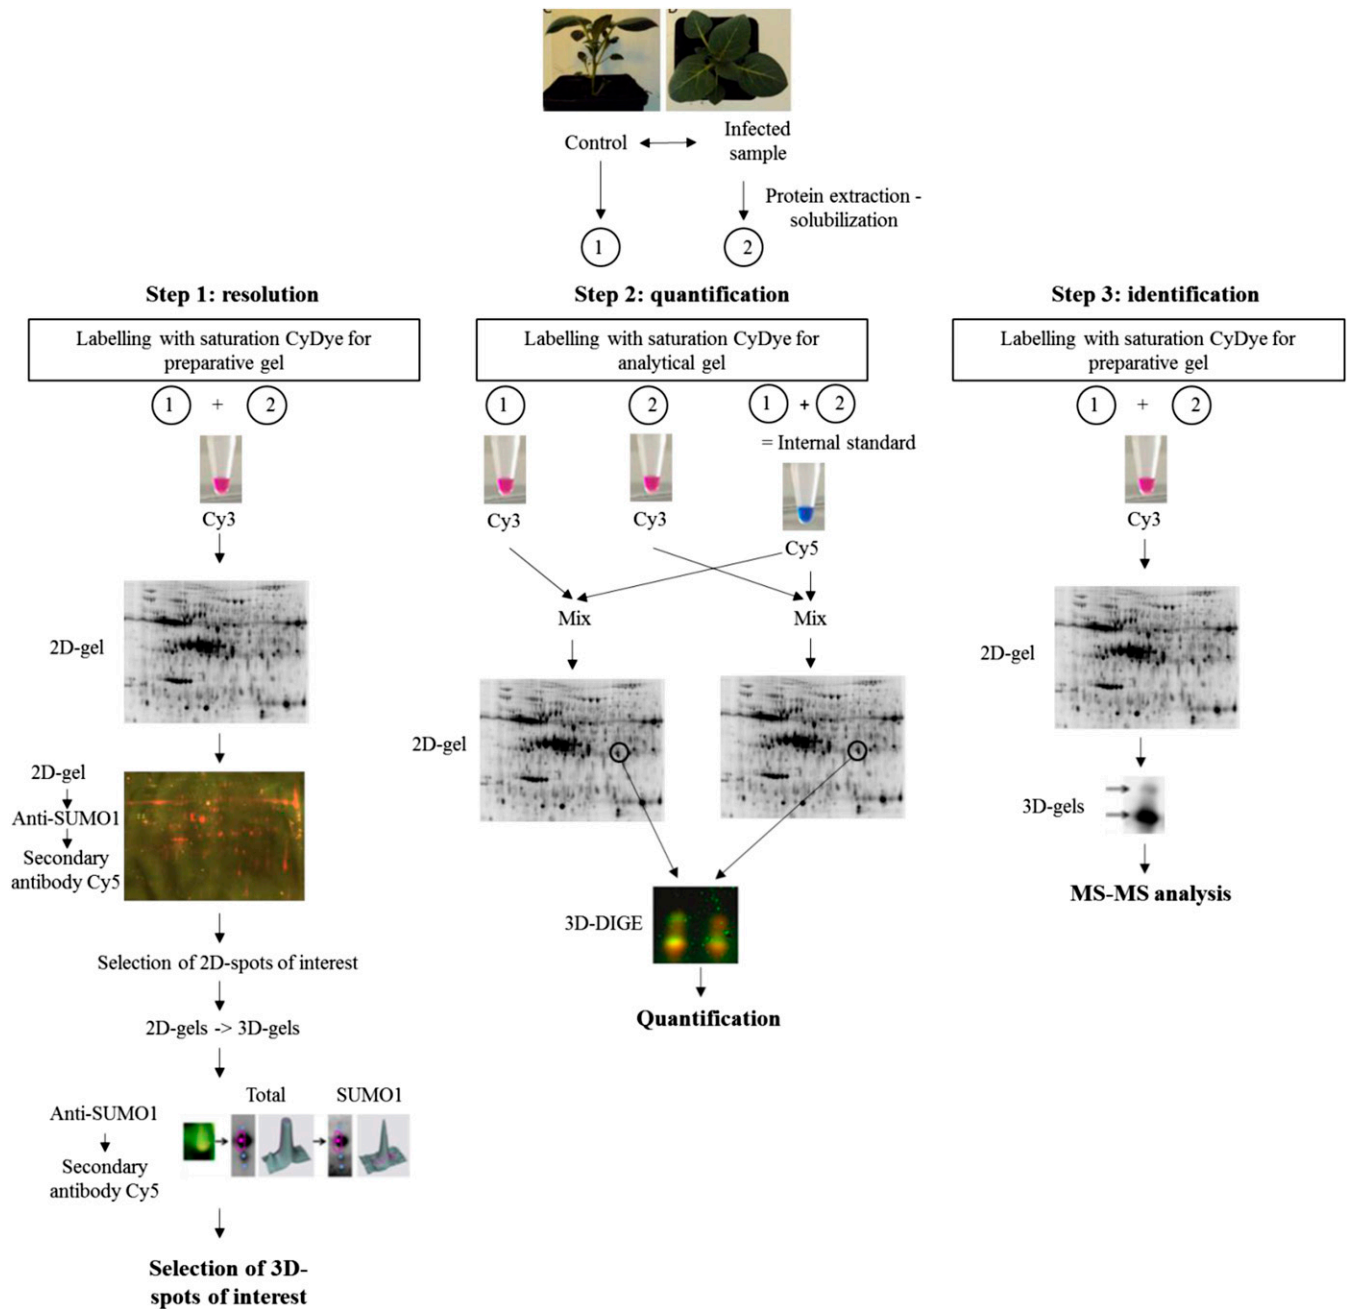 C
D
Control
Infected
sample
Protein extraction -
solubilization
1
2
Step 1: resolution
Labelling with saturation CyDye for
preparative gel
1 + 2
Cy3
2D-gel
2D-gel
Anti-SUMO1
Secondary
antibody Cy5
Selection of 2D-spots of interest
2D-gels -> 3D-gels
Total
SUMO1
Anti-SUMO1
Secondary
antibody Cy5
Selection of 3D-
spots of interest
Step 2: quantification
Labelling with saturation CyDye for
analytical gel
1
2
1 + 2
= Internal standard
Cy3
Cy3
Cy5
Mix
Mix
2D-gel
3D-DIGE
Quantification
Step 3: identification
Labelling with saturation CyDye for
preparative gel
1 + 2
Cy3
2D-gel
3D-gels
MS-MS analysis